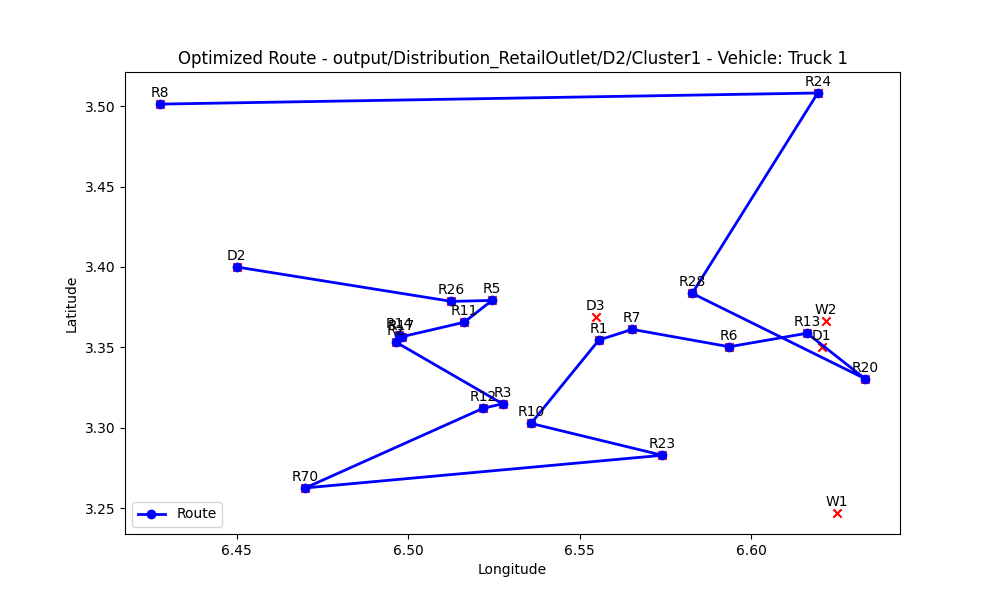 Optimized Route - output/Distribution_RetailOutlet/D2/Cluster1 - Vehicle: Truck 1
R8
R24
3.50
3.45
D2
3.40
R28
R26
R5
D3
W2
R11
R7
R13
R14
R17
R1
R6
D1
3.35
R20
R12
R3
R10
3.30
R23
R70
3.25
W1
Route
6.45
6.50
6.55
6.60
Longitude
Latitude